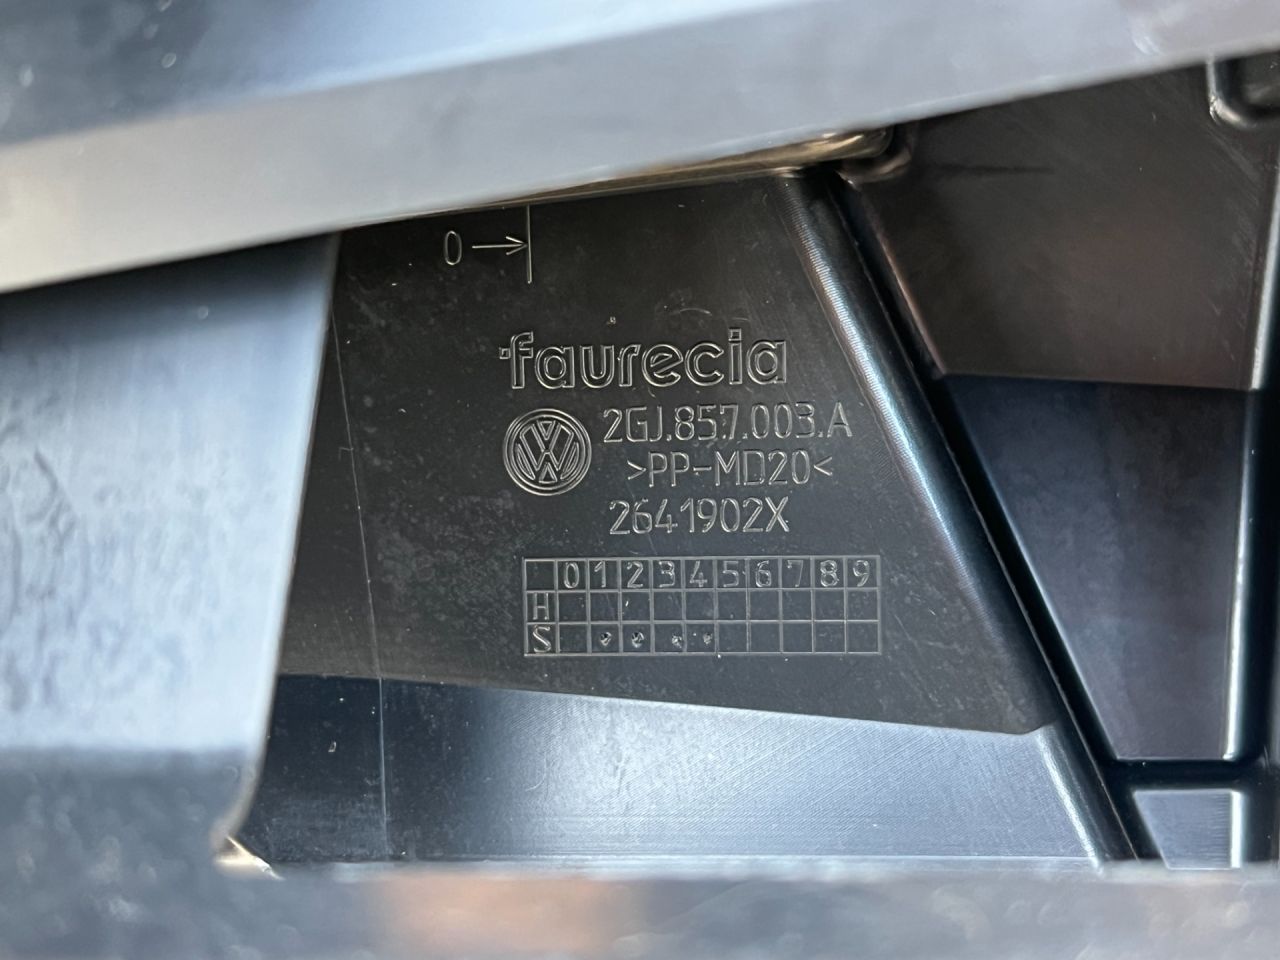 0
faurecia
2GJ.857.003.A
>PP-MD20<
2641902X
0 1 2 3 4 5 6 7 8 9
H
S